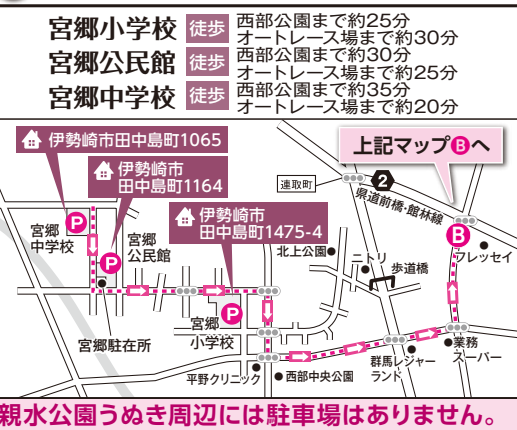 宮郷小学校 徒歩 西部公園まで約25分
オートレース場まで約30分
宮郷公民館 徒歩 西部公園まで約30分
オートレース場まで約25分
宮郷中学校 徒歩 西部公園まで約35分
オートレース場まで約20分
伊勢崎市田中島町1065
上記マップBへ
伊勢崎市
田中島町1164
連取町
2
県道前橋・館林線
伊勢崎市
田中島町1475-4
P
宮郷
中学校
P
宮郷
公民館
北上公園
ニトリ
歩道橋
B
フレッセイ
P
宮郷
小学校
宮郷駐在所
平野クリニック
西部中央公園
群馬レジャー
ランド
業務
スーパー
親水公園うぬき周辺には駐車場はありません。